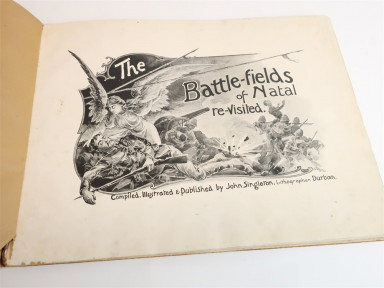 The
Battle-fields
of Natal
re-visited.
Compiled, Illustrated & Published by John Singleton, Lithographer, Durban.